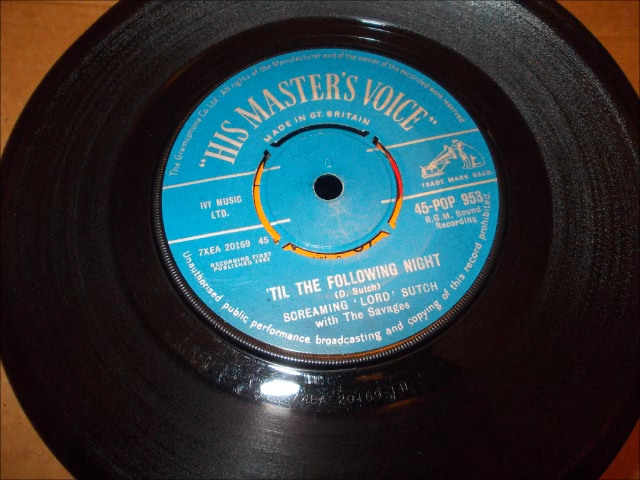 The Gramophone Co. Ltd. All rights of the Manufacturer and of the owner of the recorded work reserved
"HIS MASTER'S VOICE"
MADE IN GT. BRITAIN
TRADE MARK REGD.
IVY MUSIC
LTD.
45-POP 953
R.G.M. Sound
Recording
7XEA 20169 45
RECORDING FIRST
PUBLISHED 1961
'TIL THE FOLLOWING NIGHT
(D. Sutch)
SCREAMING 'LORD' SUTCH
with The Savages
Unauthorised public performance, broadcasting and copying of this record prohibited.
7XEA 20169